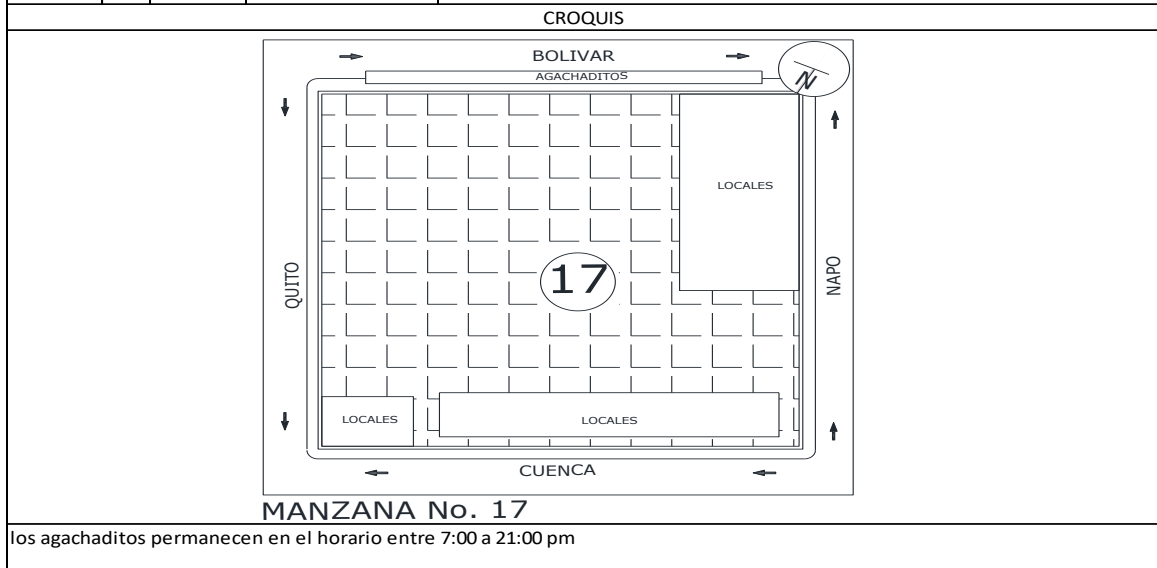 CROQUIS
BOLIVAR
AGACHADITOS
N
LOCALES
QUITO
17
NAPO
LOCALES
LOCALES
CUENCA
MANZANA No. 17
los agachaditos permanecen en el horario entre 7:00 a 21:00 pm